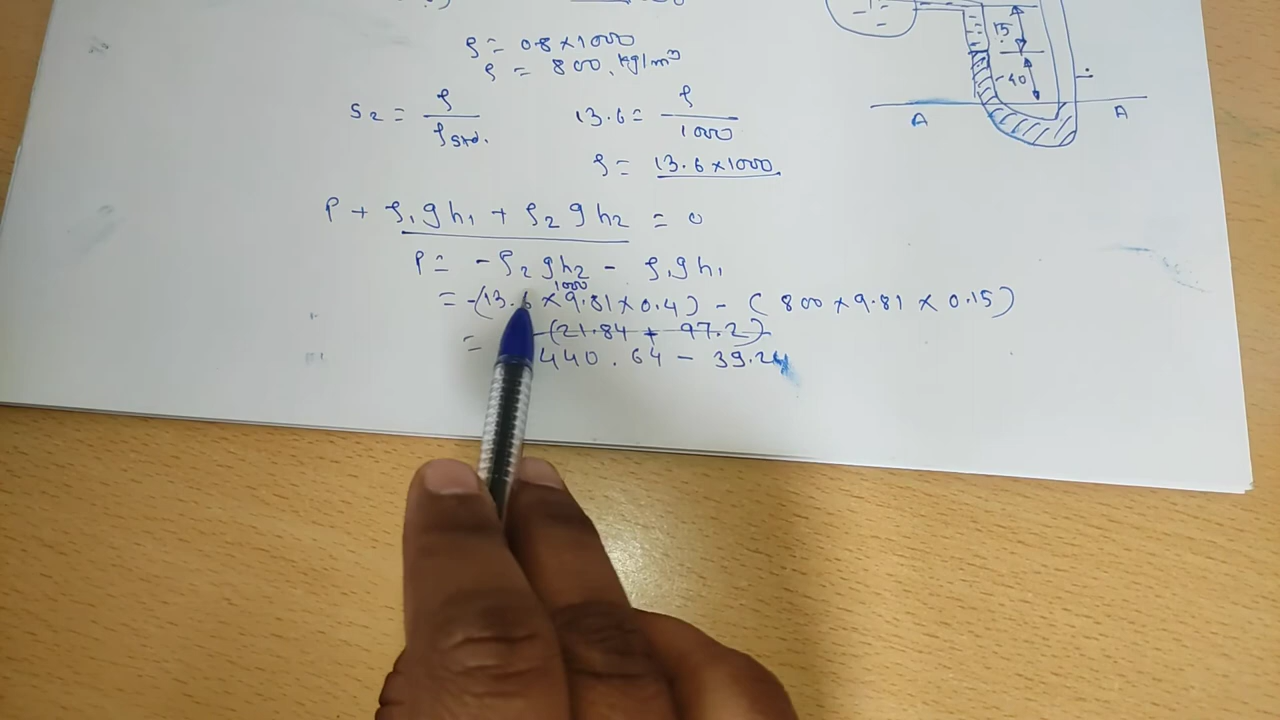 ρ = 0.8 × 1000
ρ = 800 kg/m³
S₂ = ρ / ρstd.
13.6 = ρ / 1000
ρ = 13.6 × 1000
P + ρ₁gh₁ + ρ₂gh₂ = 0
P = - ρ₂gh₂ - ρ₁gh₁
1000
= -(13.6 × 9.81 × 0.4) - (800 × 9.81 × 0.15)
= (21.84 + 97.2)
440.64 - 39.24
15
40
A
A